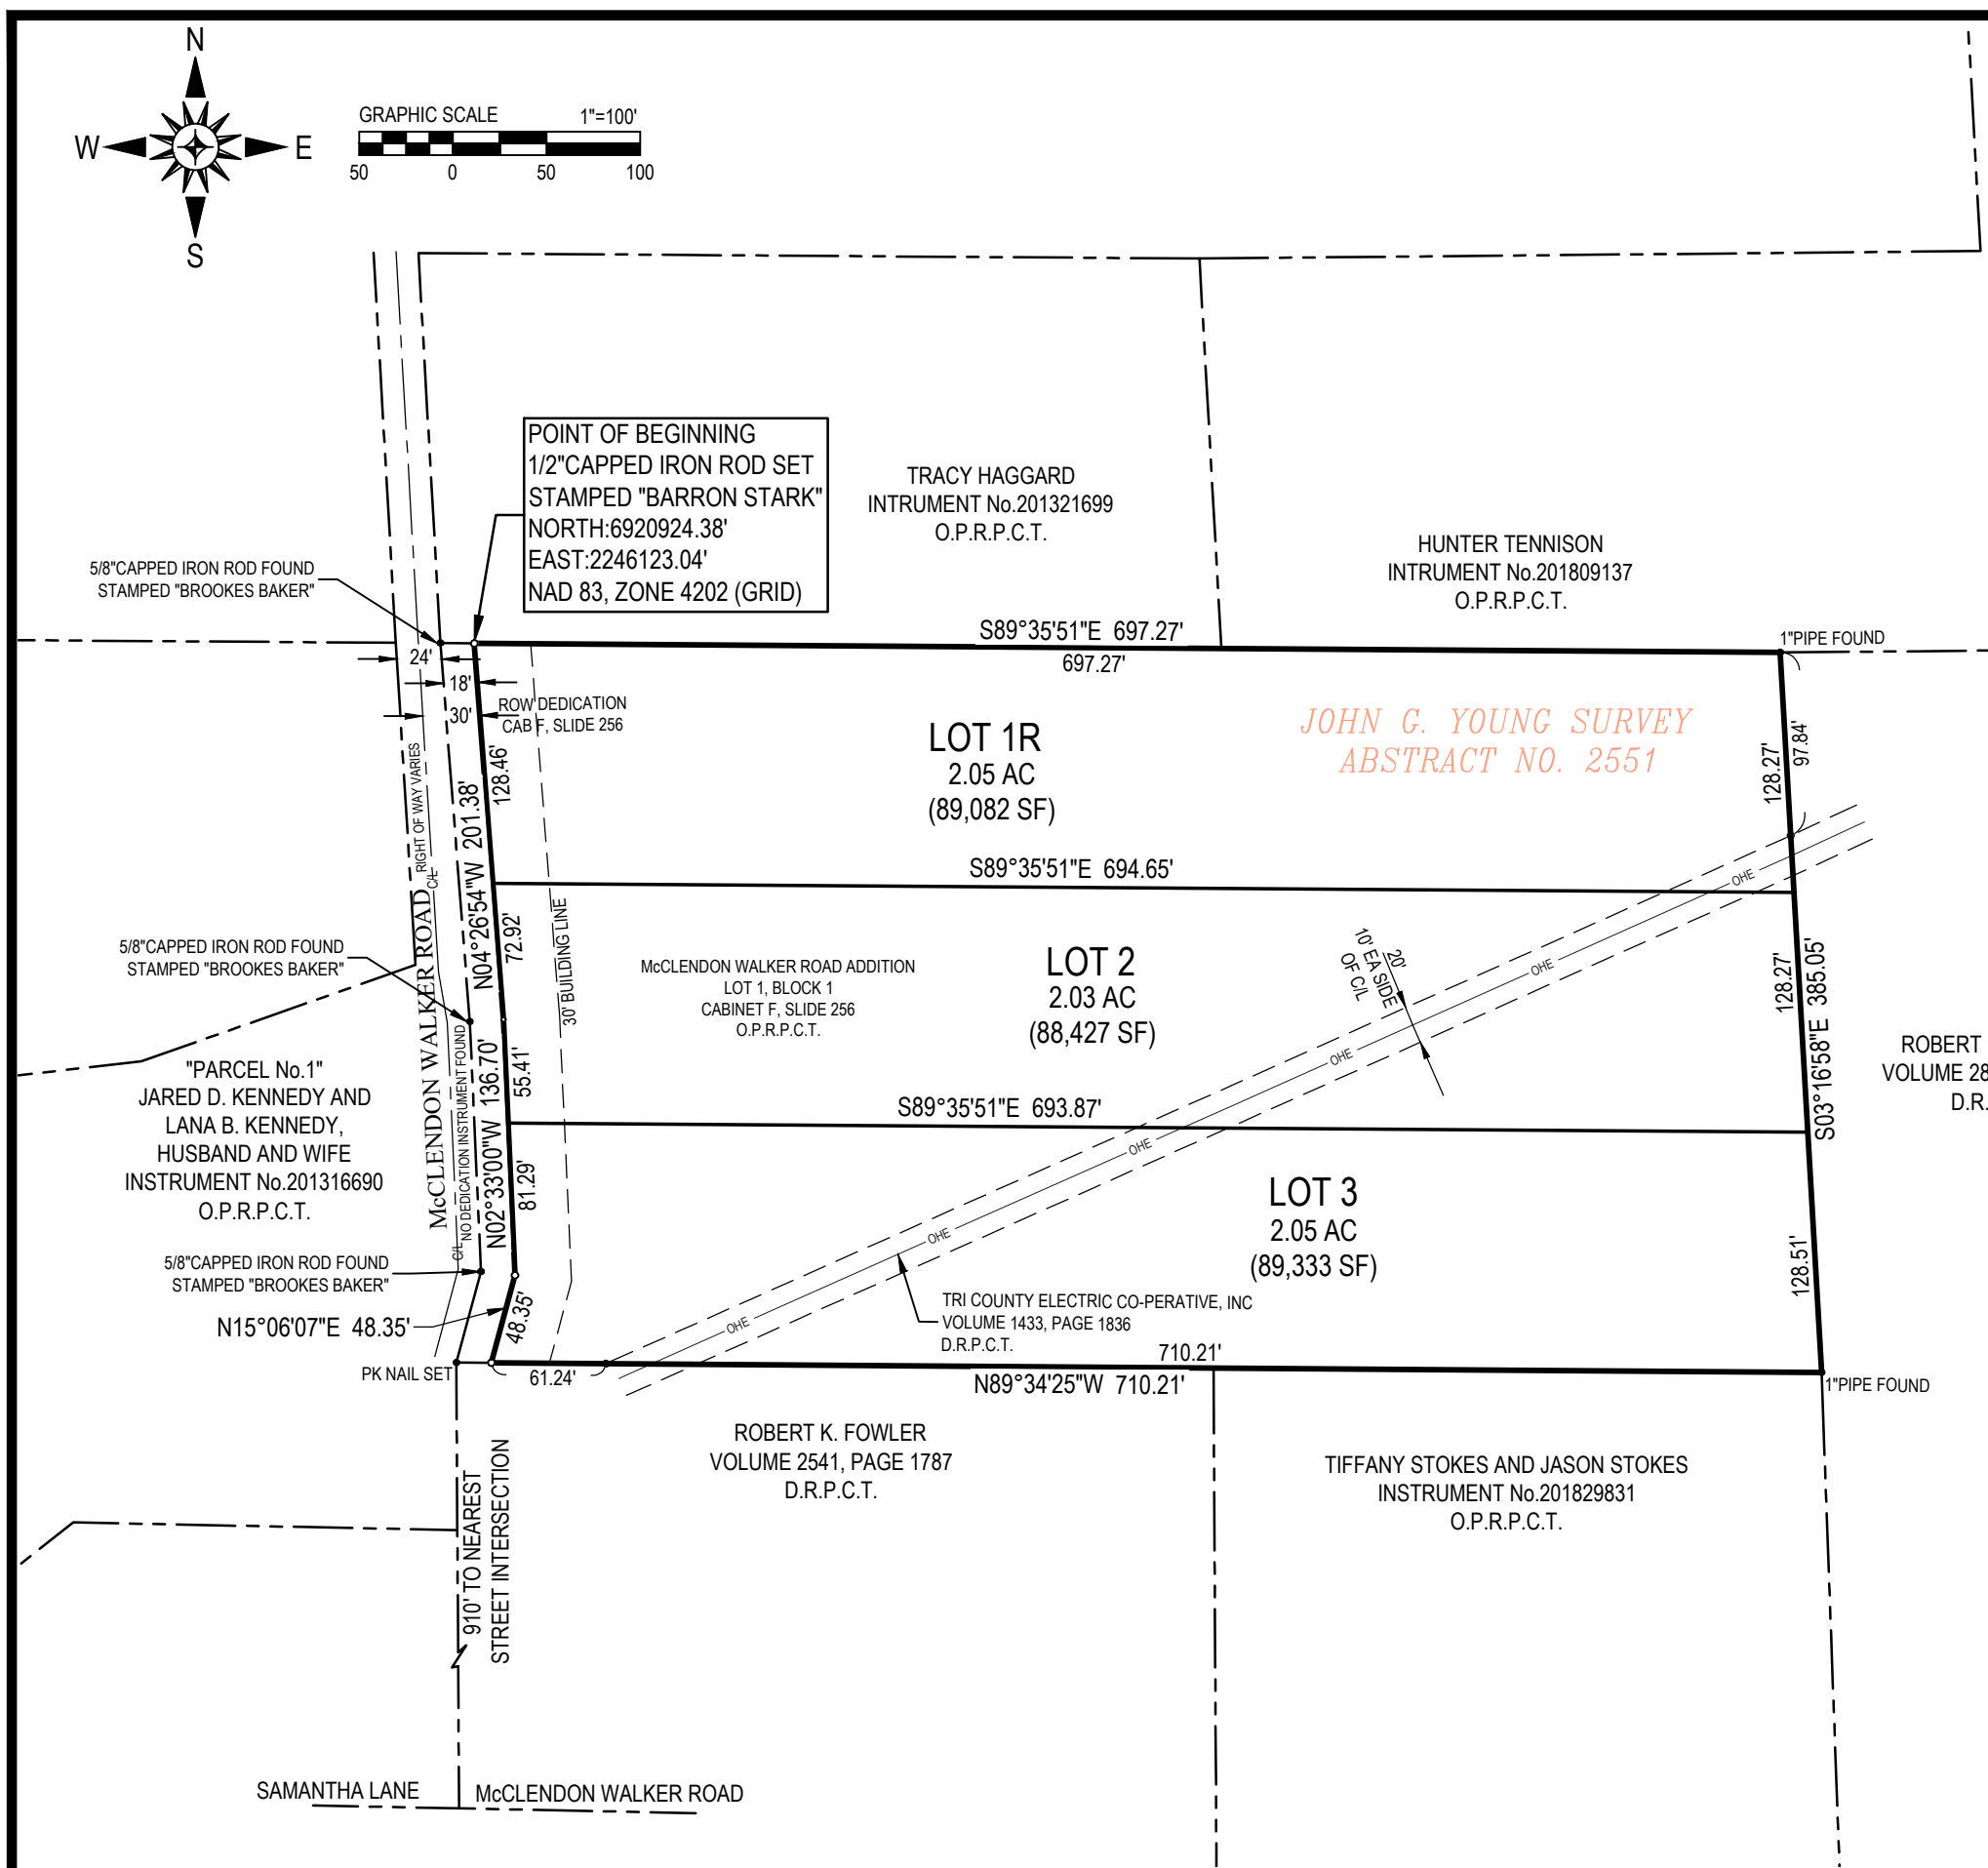 N
W
E
S
GRAPHIC SCALE 1"=100'
50 0 50 100
POINT OF BEGINNING
1/2"CAPPED IRON ROD SET
STAMPED "BARRON STARK"
NORTH:6920924.38'
EAST:2246123.04'
NAD 83, ZONE 4202 (GRID)
TRACY HAGGARD
INTRUMENT No.201321699
O.P.R.P.C.T.
HUNTER TENNISON
INTRUMENT No.201809137
O.P.R.P.C.T.
5/8"CAPPED IRON ROD FOUND
STAMPED "BROOKES BAKER"
S89°35'51"E 697.27'
697.27'
1"PIPE FOUND
24'
18'
30'
ROW DEDICATION
CAB F, SLIDE 256
LOT 1R
2.05 AC
(89,082 SF)
JOHN G. YOUNG SURVEY
ABSTRACT NO. 2551
128.27'
97.84'
128.46'
N04°26'54"W 201.38'
RIGHT OF WAY VARIES
C/L
McCLENDON WALKER ROAD
S89°35'51"E 694.65'
OHE
72.92'
30' BUILDING LINE
5/8"CAPPED IRON ROD FOUND
STAMPED "BROOKES BAKER"
McCLENDON WALKER ROAD ADDITION
LOT 1, BLOCK 1
CABINET F, SLIDE 256
O.P.R.P.C.T.
LOT 2
2.03 AC
(88,427 SF)
20'
10' EA SIDE
OF C/L
OHE
128.27'
S03°16'58"E 385.05'
ROBERT
VOLUME 28
D.R.
OHE
"PARCEL No.1"
JARED D. KENNEDY AND
LANA B. KENNEDY,
HUSBAND AND WIFE
INSTRUMENT No.201316690
O.P.R.P.C.T.
NO DEDICATION INSTRUMENT FOUND
C/L
N02°33'00"W 136.70'
55.41'
S89°35'51"E 693.87'
OHE
81.29'
LOT 3
2.05 AC
(89,333 SF)
128.51'
OHE
5/8"CAPPED IRON ROD FOUND
STAMPED "BROOKES BAKER"
N15°06'07"E 48.35'
48.35'
OHE
TRI COUNTY ELECTRIC CO-PERATIVE, INC
VOLUME 1433, PAGE 1836
D.R.P.C.T.
710.21'
PK NAIL SET
61.24'
N89°34'25"W 710.21'
1"PIPE FOUND
ROBERT K. FOWLER
VOLUME 2541, PAGE 1787
D.R.P.C.T.
TIFFANY STOKES AND JASON STOKES
INSTRUMENT No.201829831
O.P.R.P.C.T.
910' TO NEAREST
STREET INTERSECTION
SAMANTHA LANE
McCLENDON WALKER ROAD